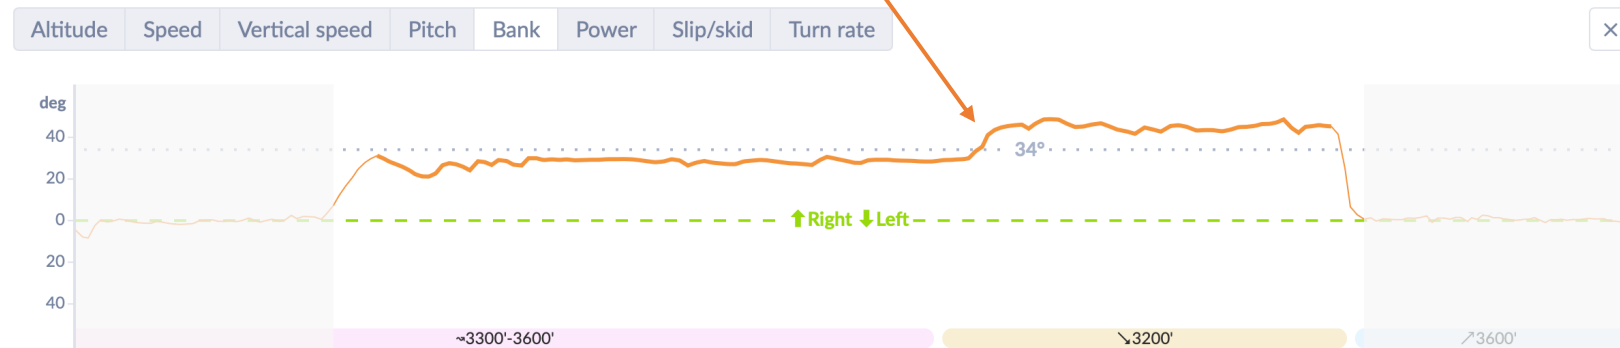 Altitude Speed Vertical speed Pitch Bank Power Slip/skid Turn rate ×
deg
40
34°
20
0
↑Right ↓Left
20
40
↝3300'-3600' ↘3200' ↗3600'